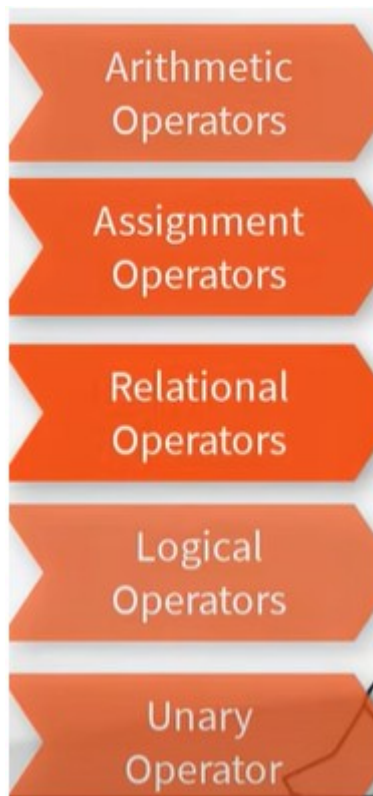 Arithmetic
Operators
Assignment
Operators
Relational
Operators
Logical
Operators
Unary
Operator